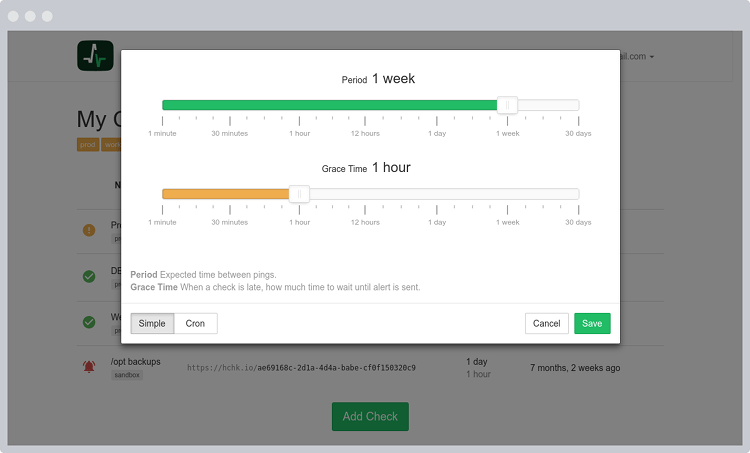 ail.com
Period 1 week
1 minute 30 minutes 1 hour 12 hours 1 day 1 week 30 days
My
prod
Grace Time 1 hour
1 minute 30 minutes 1 hour 12 hours 1 day 1 week 30 days
Period Expected time between pings.
Grace Time When a check is late, how much time to wait until alert is sent.
Simple Cron Cancel Save
/opt backups https://hchk.io/ae69168c-2d1a-4d4a-babe-cf0f150320c9 1 day 7 months, 2 weeks ago
sandbox 1 hour
Add Check